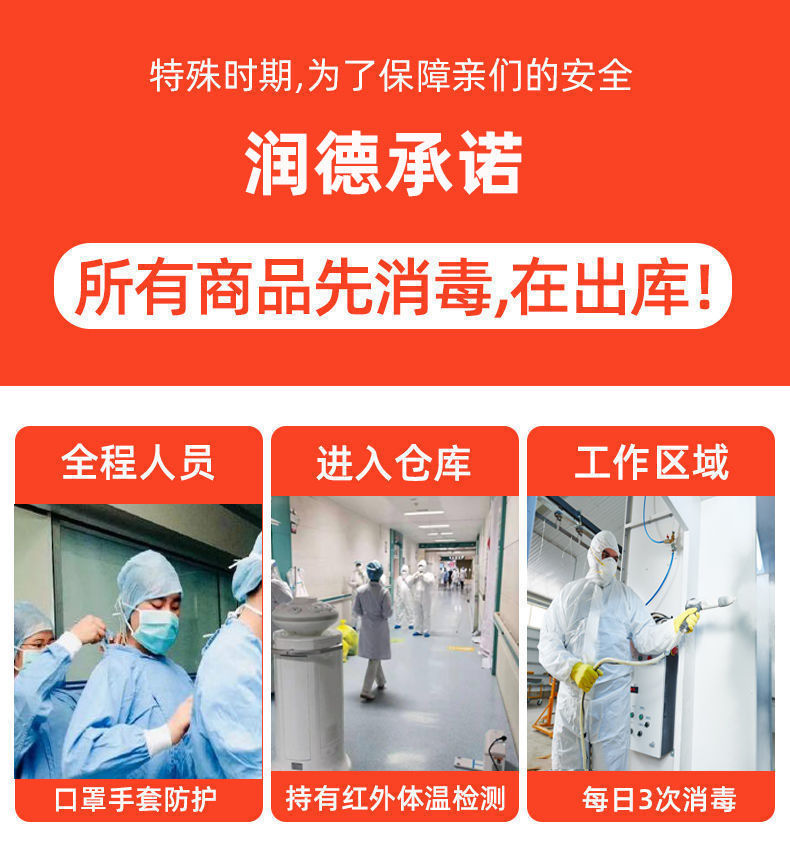 特殊时期,为了保障亲们的安全
润德承诺
所有商品先消毒,在出库!
全程人员
进入仓库
工作区域
口罩手套防护
持有红外体温检测
每日3次消毒